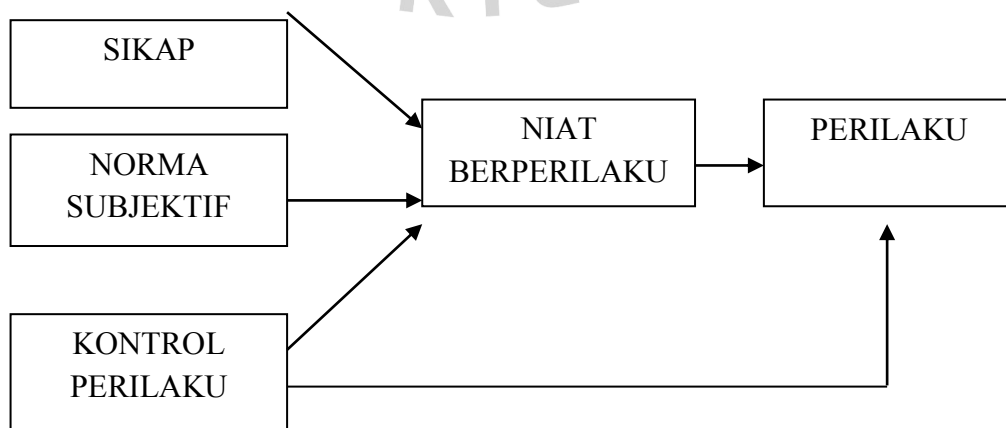 SIKAP
NORMA
SUBJEKTIF
KONTROL
PERILAKU
NIAT
BERPERILAKU
PERILAKU